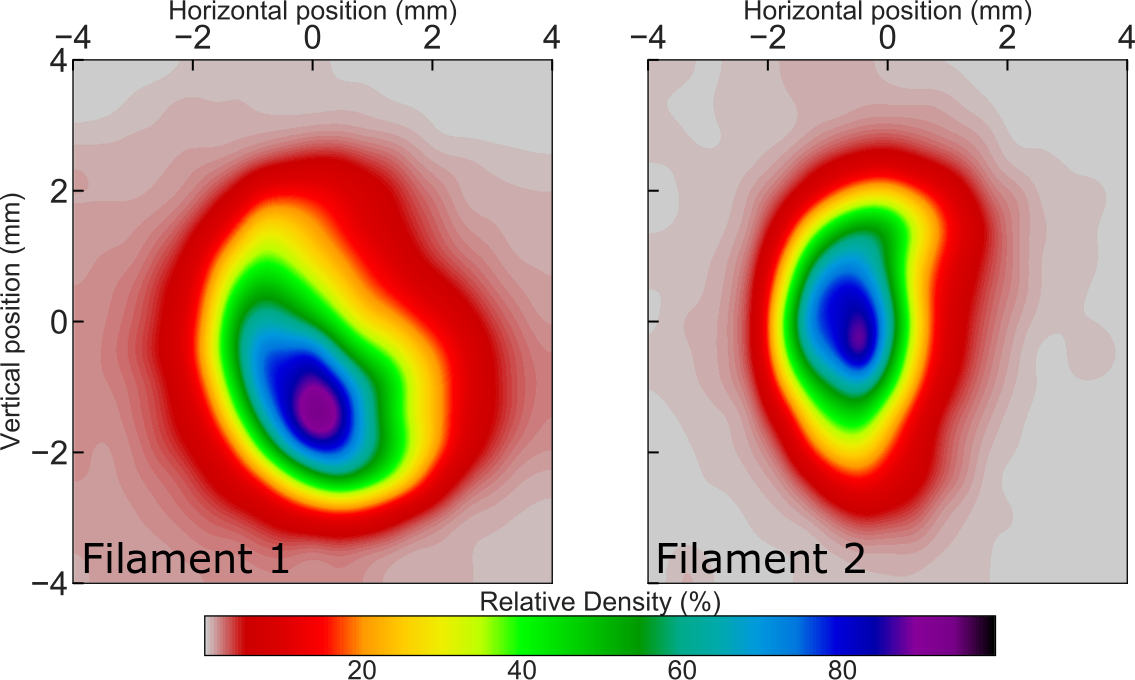 Horizontal position (mm) Horizontal position (mm)
−4 −2 0 2 4 −4 −2 0 2 4
4
2
0
−2
−4
Vertical position (mm)
Filament 1 Filament 2
Relative Density (%)
20 40 60 80